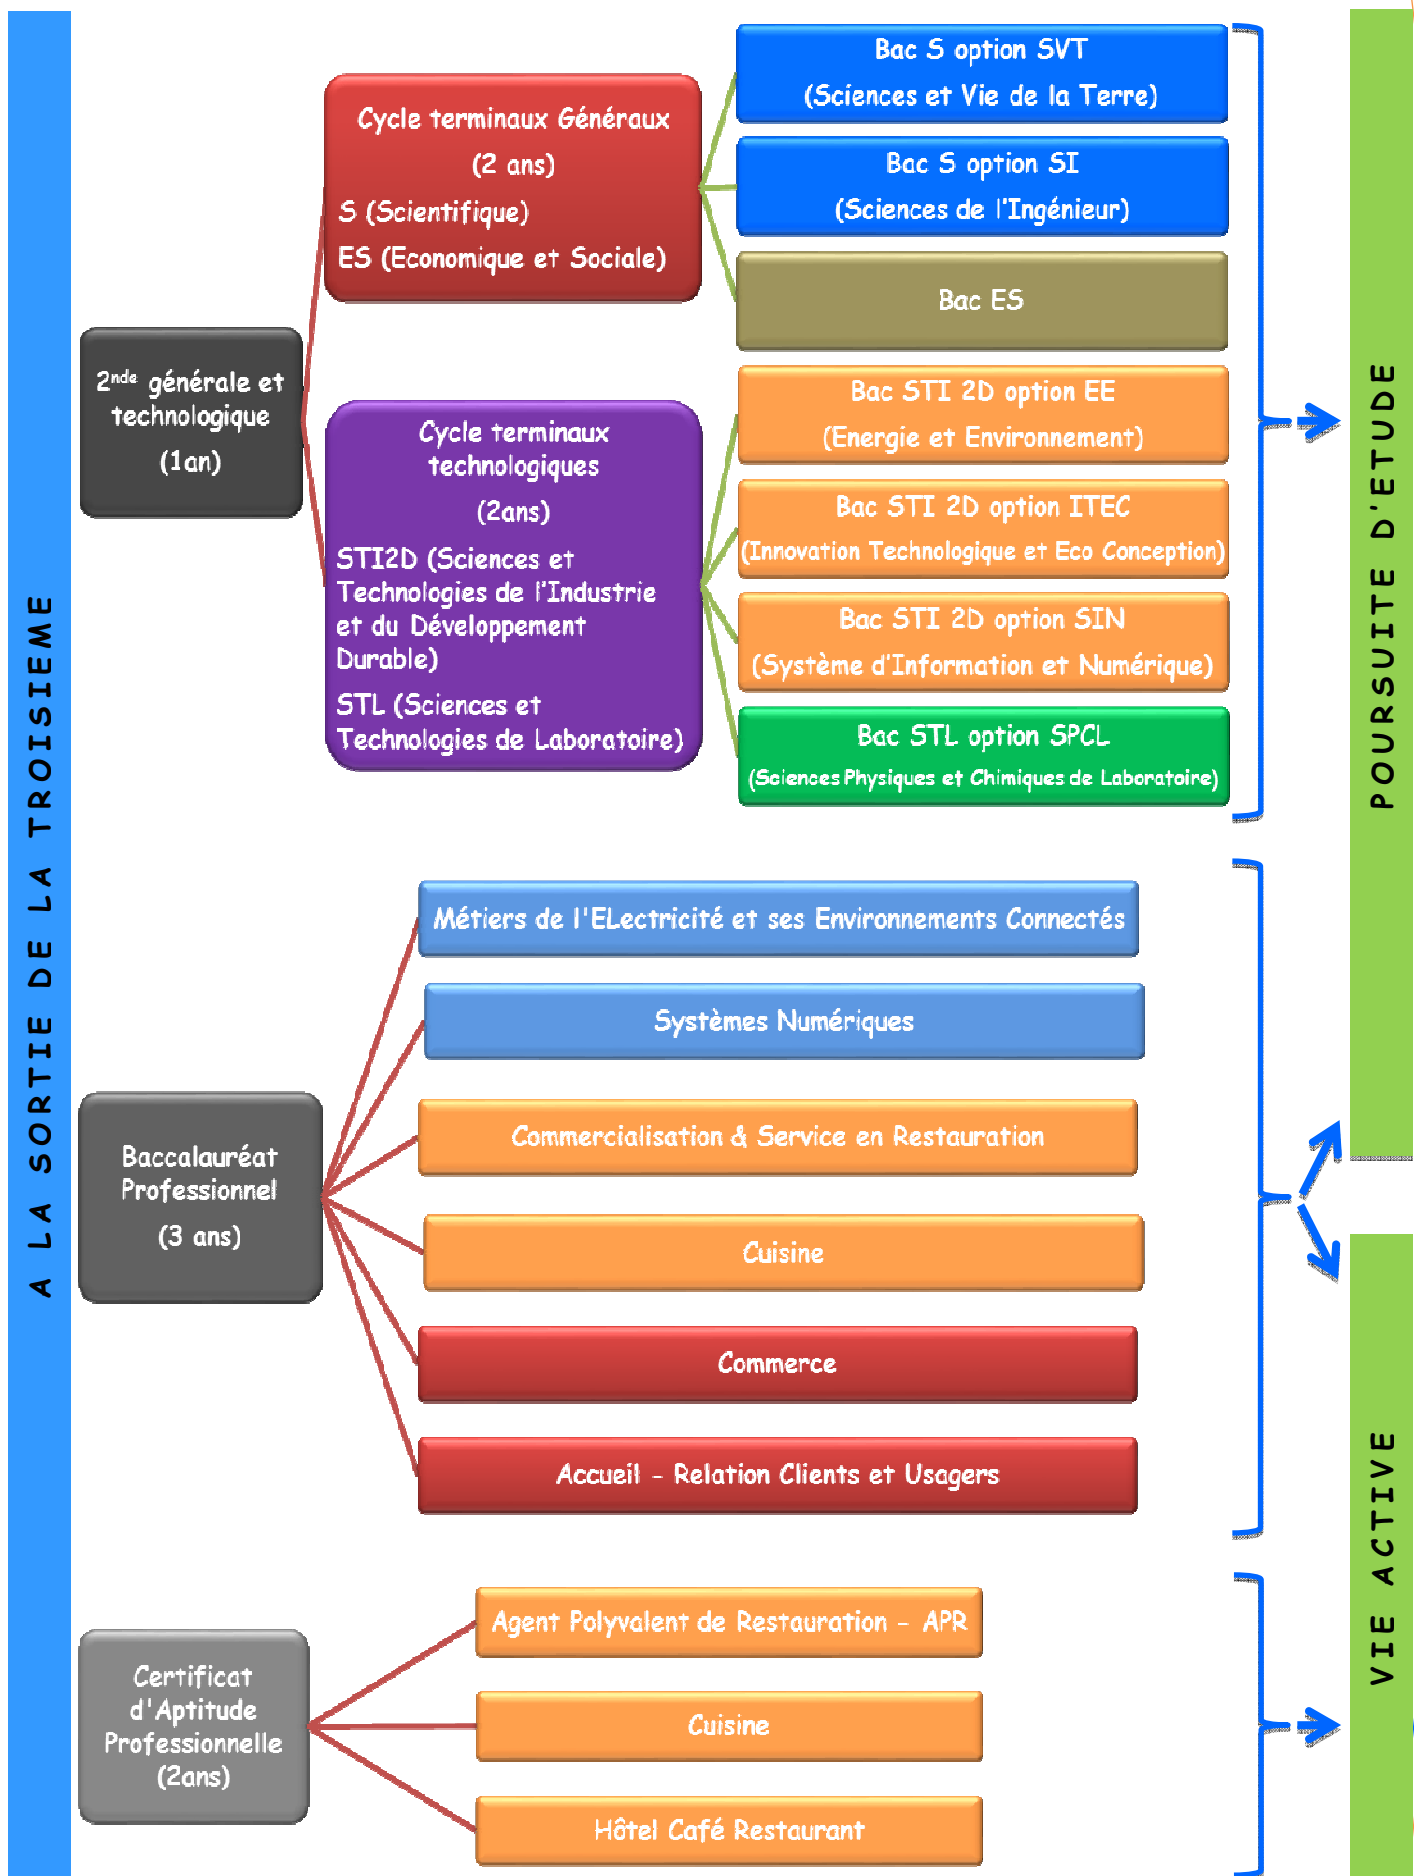 A LA SORTIE DE LA TROISIEME
2nde générale et
technologique
(1an)
Cycle terminaux Généraux
(2 ans)
S (Scientifique)
ES (Economique et Sociale)
Bac S option SVT
(Sciences et Vie de la Terre)
Bac S option SI
(Sciences de l'Ingénieur)
Bac ES
Cycle terminaux
technologiques
(2ans)
STI2D (Sciences et
Technologies de l'Industrie
et du Développement
Durable)
STL (Sciences et
Technologies de Laboratoire)
Bac STI 2D option EE
(Energie et Environnement)
Bac STI 2D option ITEC
(Innovation Technologique et Eco Conception)
Bac STI 2D option SIN
(Système d'Information et Numérique)
Bac STL option SPCL
(Sciences Physiques et Chimiques de Laboratoire)
POURSUITE D'ETUDE
Baccalauréat
Professionnel
(3 ans)
Métiers de l'ELectricité et ses Environnements Connectés
Systèmes Numériques
Commercialisation & Service en Restauration
Cuisine
Commerce
Accueil - Relation Clients et Usagers
Certificat
d'Aptitude
Professionnelle
(2ans)
Agent Polyvalent de Restauration - APR
Cuisine
Hôtel Café Restaurant
VIE ACTIVE